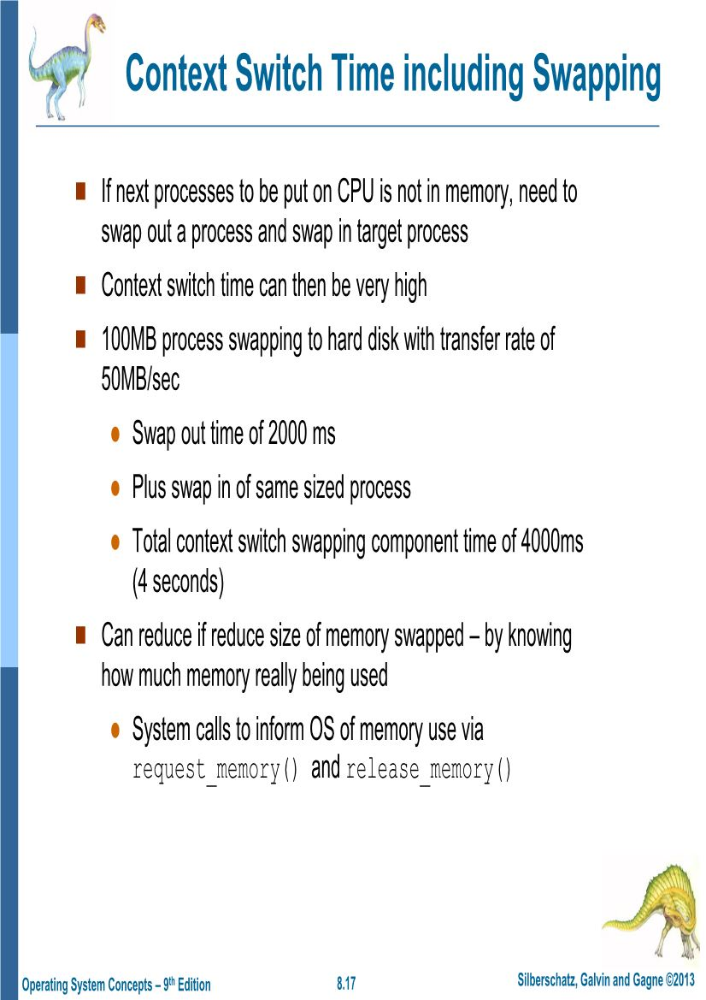 Context Switch Time including Swapping
If next processes to be put on CPU is not in memory, need to
swap out a process and swap in target process
Context switch time can then be very high
100MB process swapping to hard disk with transfer rate of
50MB/sec
Swap out time of 2000 ms
Plus swap in of same sized process
Total context switch swapping component time of 4000ms
(4 seconds)
Can reduce if reduce size of memory swapped – by knowing
how much memory really being used
System calls to inform OS of memory use via
request_memory() and release_memory()
Operating System Concepts – 9th Edition
8.17
Silberschatz, Galvin and Gagne ©2013